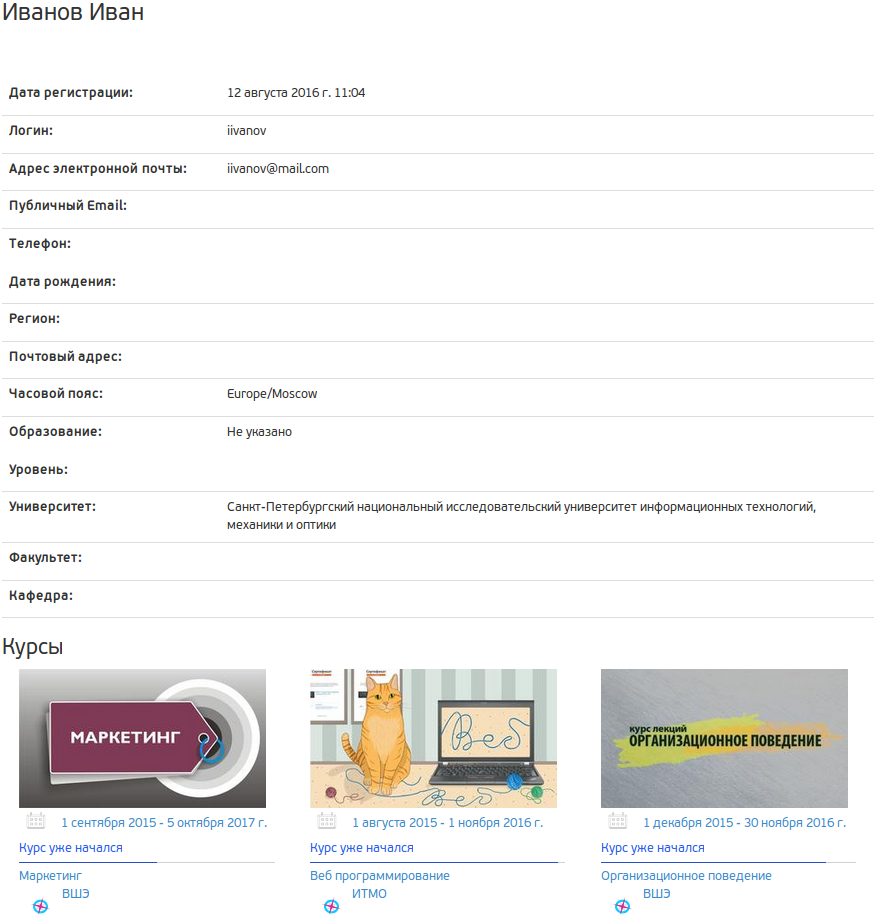 Иванов Иван
Дата регистрации: 12 августа 2016 г. 11:04
Логин: iivanov
Адрес электронной почты: iivanov@mail.com
Публичный Email:
Телефон:
Дата рождения:
Регион:
Почтовый адрес:
Часовой пояс: Europe/Moscow
Образование: Не указано
Уровень:
Университет: Санкт-Петербургский национальный исследовательский университет информационных технологий,
механики и оптики
Факультет:
Кафедра:
Курсы
МАРКЕТИНГ
1 сентября 2015 - 5 октября 2017 г.
Курс уже начался
Маркетинг
ВШЭ
Сертификат Сертификат
Веб
1 августа 2015 - 1 ноября 2016 г.
Курс уже начался
Веб программирование
ИТМО
курс лекций
ОРГАНИЗАЦИОННОЕ ПОВЕДЕНИЕ
1 декабря 2015 - 30 ноября 2016 г.
Курс уже начался
Организационное поведение
ВШЭ